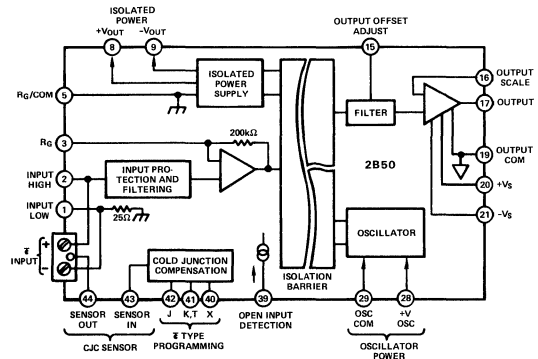 ISOLATED
POWER
+VOUT
-VOUT
8
9
OUTPUT OFFSET
ADJUST
15
ISOLATED
POWER
SUPPLY
16
OUTPUT
SCALE
17
OUTPUT
RG/COM
5
FILTER
RG
3
200kΩ
2B50
19
OUTPUT
COM
INPUT
HIGH
2
INPUT PRO-
TECTION AND
FILTERING
20
+VS
INPUT
LOW
1
25Ω
21
-VS
+
INPUT
-
COLD JUNCTION
COMPENSATION
OSCILLATOR
ISOLATION
BARRIER
44
43
42
41
40
39
29
28
SENSOR
OUT
SENSOR
IN
J
K,T
X
OPEN INPUT
DETECTION
OSC
COM
+V
OSC
CJC SENSOR
TYPE
PROGRAMMING
OSCILLATOR
POWER